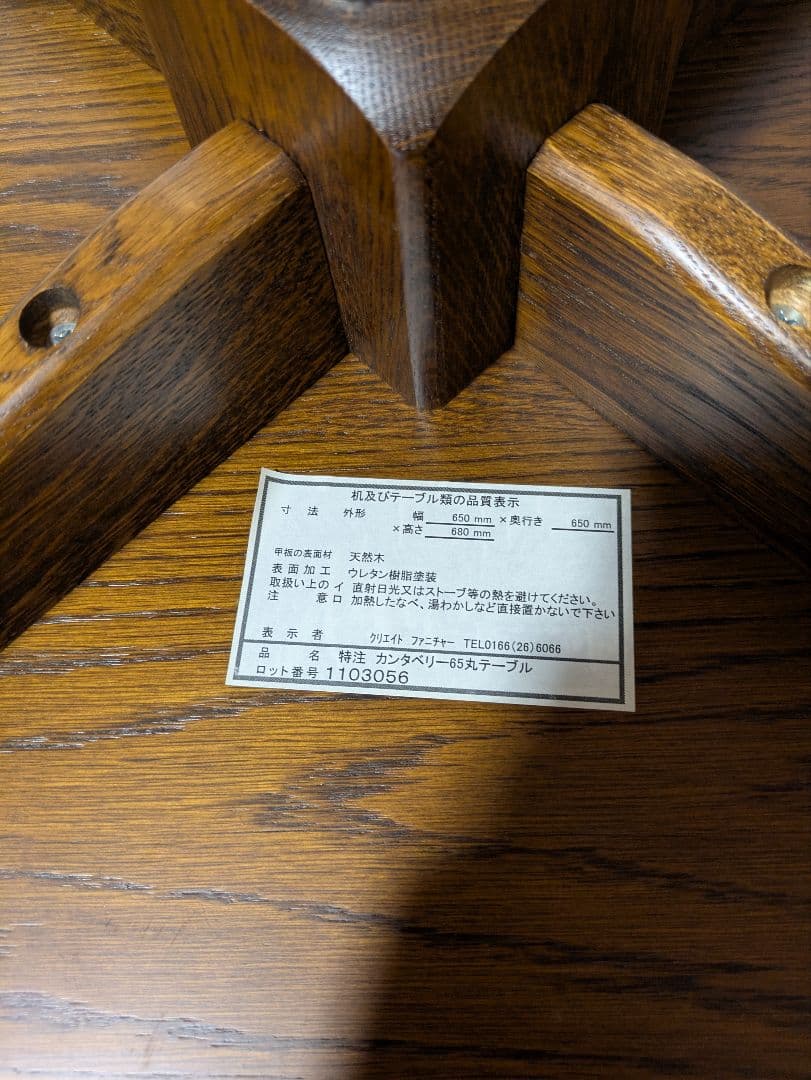 机及びテーブル類の品質表示
寸法 外形 幅 650 mm ×奥行き 650 mm
×高さ 680 mm
甲板の表面材 天然木
表面加工 ウレタン樹脂塗装
取扱い上の イ 直射日光又はストーブ等の熱を避けてください。
注意 ロ 加熱したなべ、湯わかしなど直接置かないで下さい
表示者 クリエイト ファニチャー TEL0166(26)6066
品名 特注 カンタベリー65丸テーブル
ロット番号 1103056